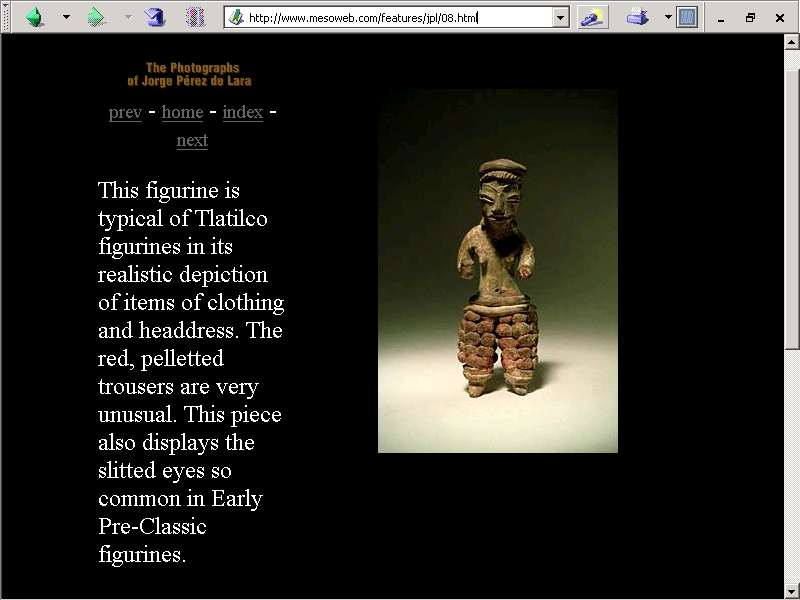 http://www.mesoweb.com/features/jpl/08.html
The Photographs
of Jorge Pérez de Lara
prev - home - index -
next
This figurine is
typical of Tlatilco
figurines in its
realistic depiction
of items of clothing
and headdress. The
red, pelletted
trousers are very
unusual. This piece
also displays the
slitted eyes so
common in Early
Pre-Classic
figurines.